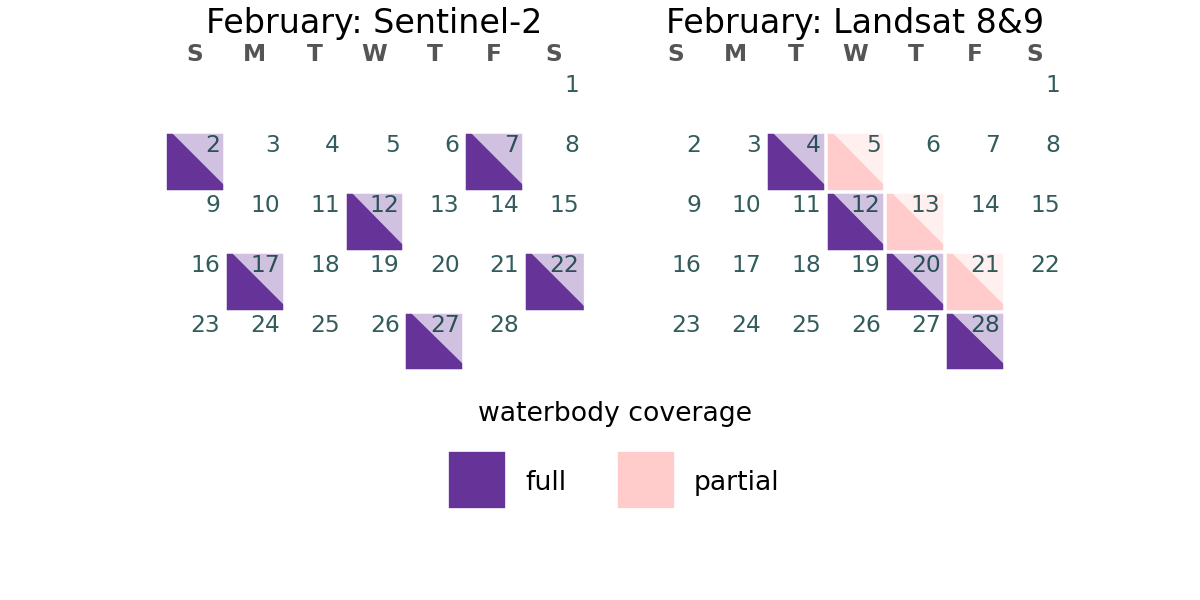 February: Sentinel-2
S M T W T F S
1
2 3 4 5 6 7 8
9 10 11 12 13 14 15
16 17 18 19 20 21 22
23 24 25 26 27 28
February: Landsat 8&9
S M T W T F S
1
2 3 4 5 6 7 8
9 10 11 12 13 14 15
16 17 18 19 20 21 22
23 24 25 26 27 28
waterbody coverage
full partial